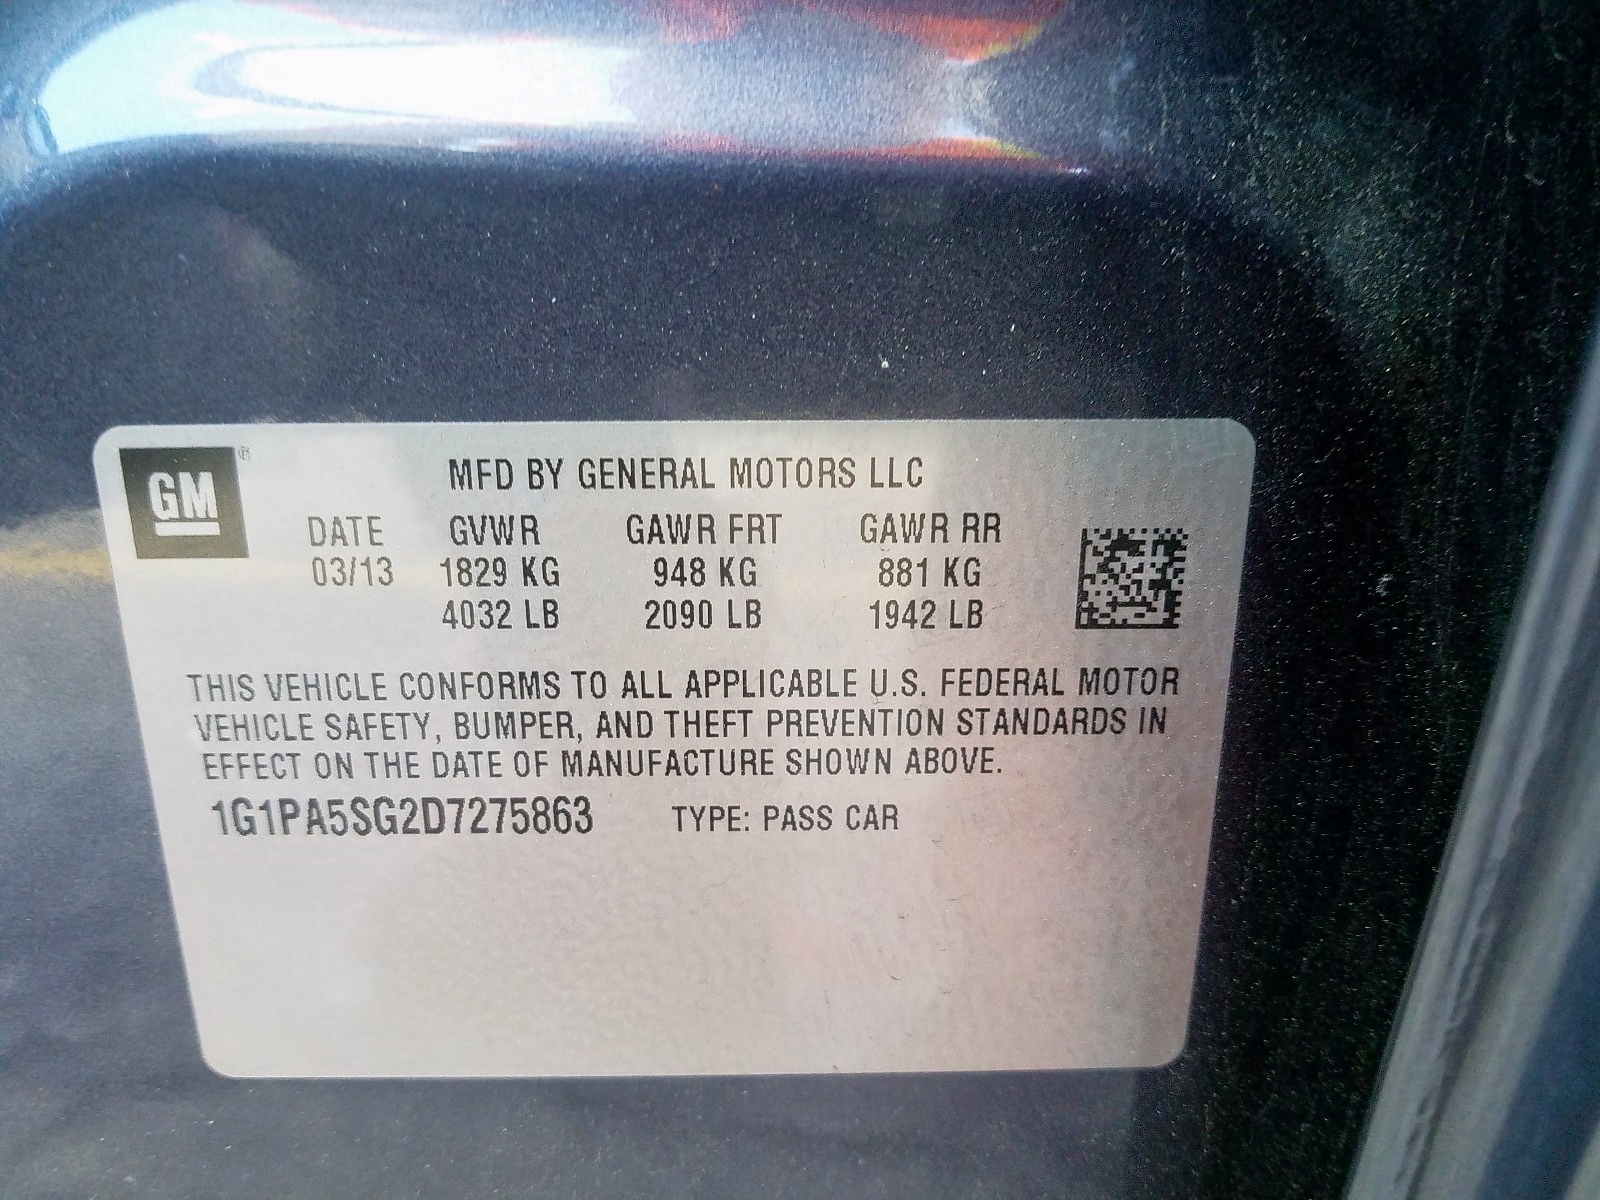 GM ®
MFD BY GENERAL MOTORS LLC
DATE GVWR GAWR FRT GAWR RR
03/13 1829 KG 948 KG 881 KG
4032 LB 2090 LB 1942 LB
THIS VEHICLE CONFORMS TO ALL APPLICABLE U.S. FEDERAL MOTOR
VEHICLE SAFETY, BUMPER, AND THEFT PREVENTION STANDARDS IN
EFFECT ON THE DATE OF MANUFACTURE SHOWN ABOVE.
1G1PA5SG2D7275863 TYPE: PASS CAR